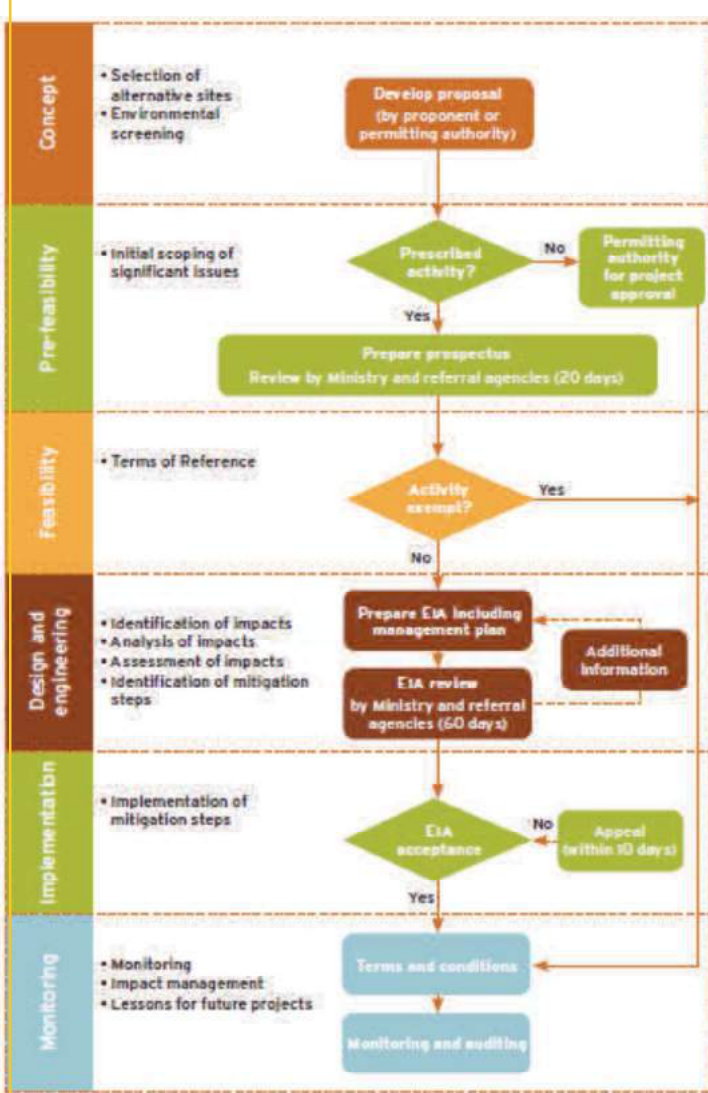 Concept
• Selection of
alternative sites
• Environmental
screening
Develop proposal
(by proponent or
permitting authority)
Pre-feasibility
• Initial scoping of
significant issues
Prescribed
activity?
No
Permitting
authority
for project
approval
Yes
Prepare prospectus
Review by Ministry and referral agencies (20 days)
Feasibility
• Terms of Reference
Activity
exempt?
Yes
No
Design and
engineering
• Identification of impacts
• Analysis of impacts
• Assessment of impacts
• Identification of mitigation
steps
Prepare EIA including
management plan
Additional
Information
EIA review
by Ministry and referral
agencies (60 days)
Implementation
• Implementation of
mitigation steps
EIA
acceptance
No
Appeal
(within 10 days)
Yes
Monitoring
• Monitoring
• Impact management
• Lessons for future projects
Terms and conditions
Monitoring and auditing